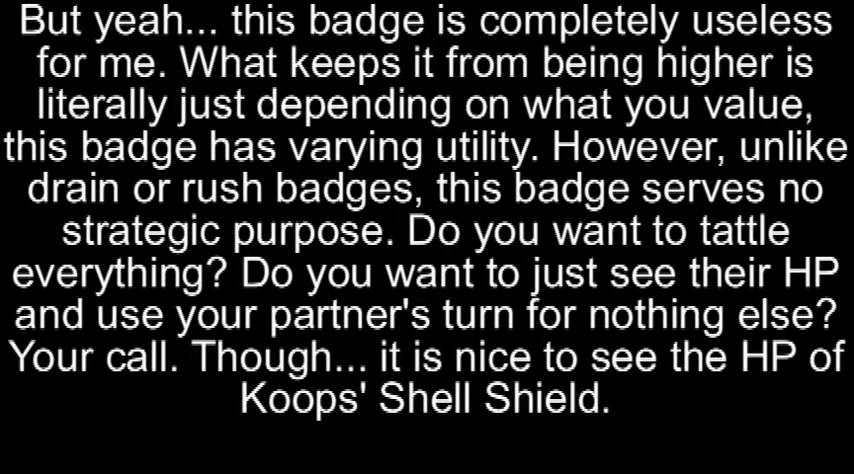 But yeah... this badge is completely useless
for me. What keeps it from being higher is
literally just depending on what you value,
this badge has varying utility. However, unlike
drain or rush badges, this badge serves no
strategic purpose. Do you want to tattle
everything? Do you want to just see their HP
and use your partner's turn for nothing else?
Your call. Though... it is nice to see the HP of
Koops' Shell Shield.